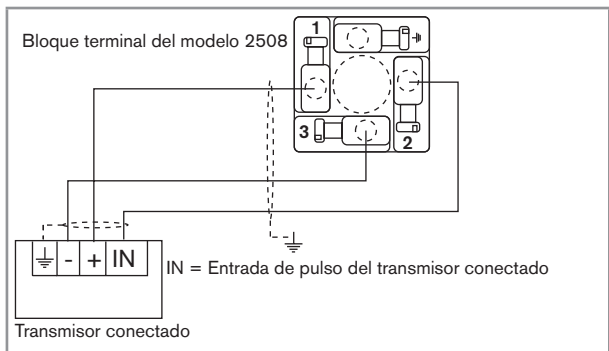 Bloque terminal del modelo 2508
1
2
3
- + IN
IN = Entrada de pulso del transmisor conectado
Transmisor conectado